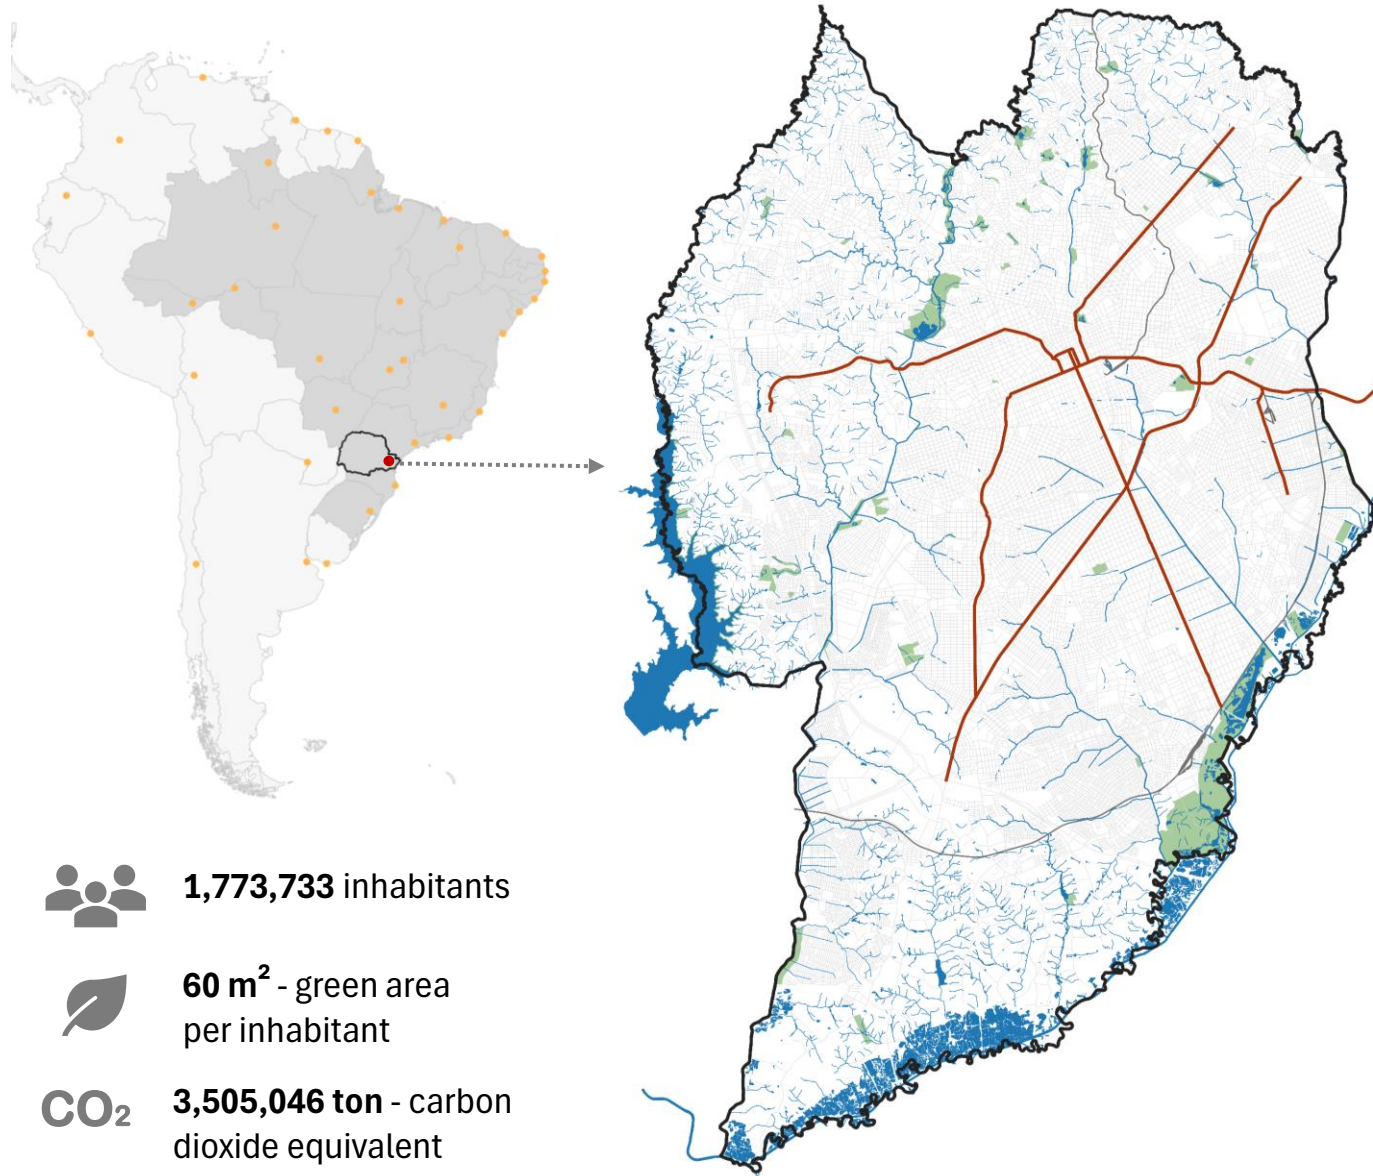 1,773,733 inhabitants
60 m² - green area
per inhabitant
CO₂
3,505,046 ton - carbon
dioxide equivalent